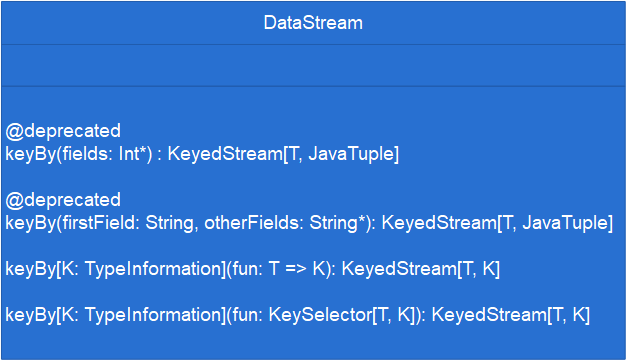 DataStream
@deprecated
keyBy(fields: Int*) : KeyedStream[T, JavaTuple]
@deprecated
keyBy(firstField: String, otherFields: String*): KeyedStream[T, JavaTuple]
keyBy[K: TypeInformation](fun: T => K): KeyedStream[T, K]
keyBy[K: TypeInformation](fun: KeySelector[T, K]): KeyedStream[T, K]